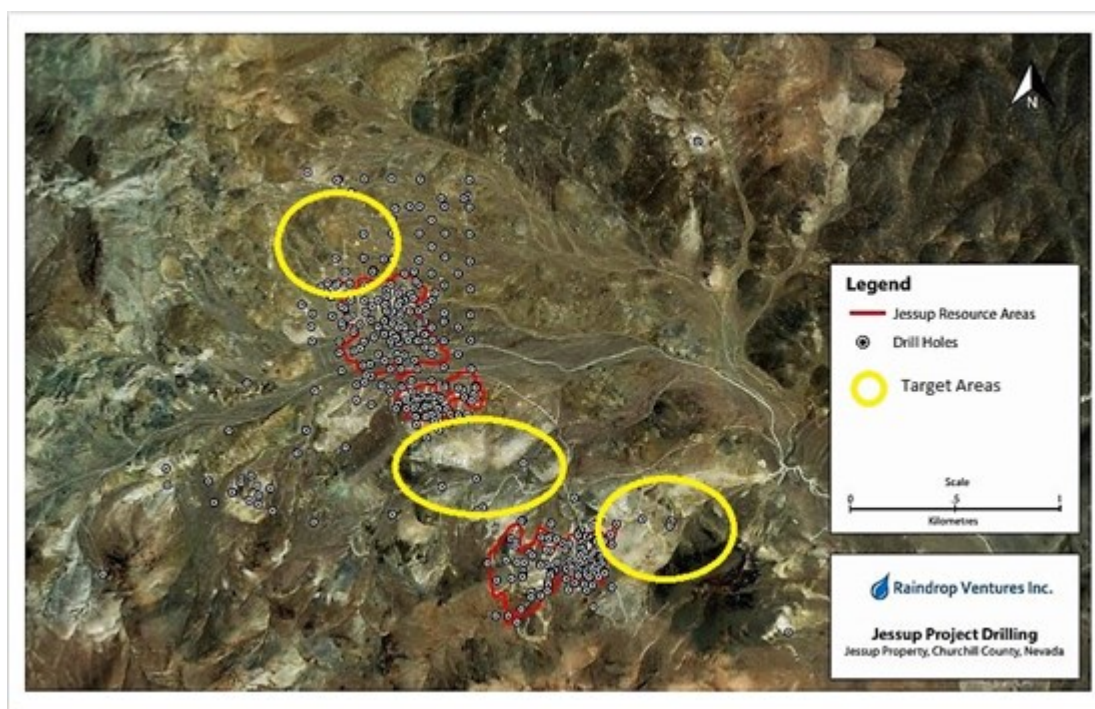 N
Legend
Jessup Resource Areas
Drill Holes
Target Areas
Scale
0 .5 1
Kilometres
Raindrop Ventures Inc.
Jessup Project Drilling
Jessup Property, Churchill County, Nevada